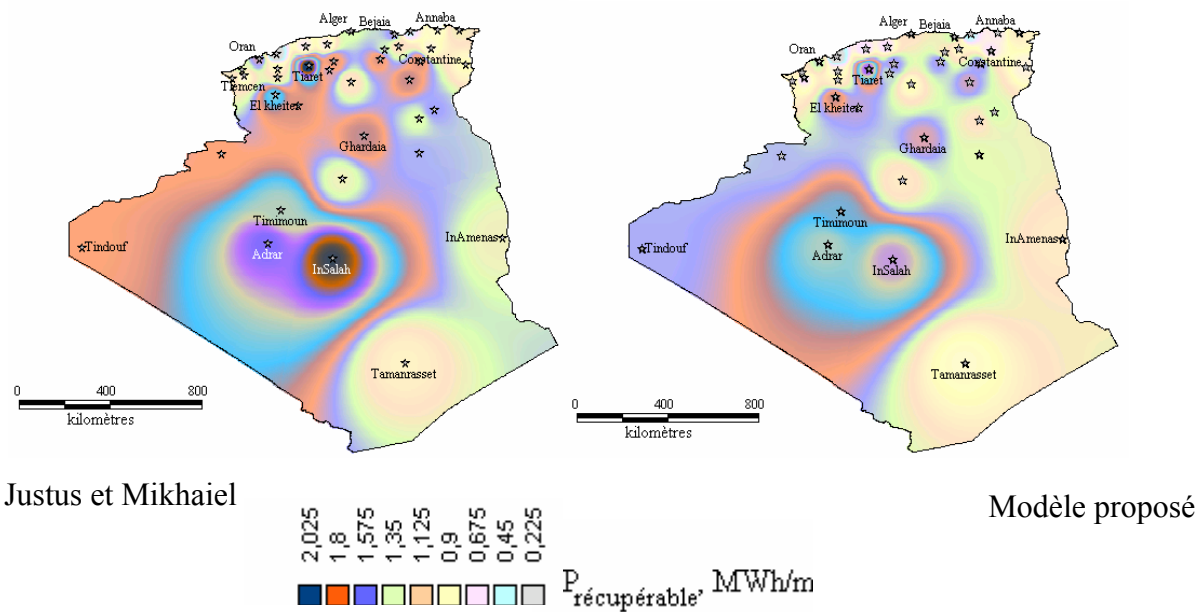 Alger Bejaia Annaba
Oran
Constantine
Tiaret
Tlemcen
El kheiter
Ghardaia
Timimoun
Tindouf
Adrar
InSalah
InAmenas
Tamanrasset
0 400 800
kilomètres
Alger Bejaia Annaba
Oran
Constantine
Tiaret
Tlemcen
El kheiter
Ghardaia
Timimoun
Tindouf
Adrar
InSalah
InAmenas
Tamanrasset
0 400 800
kilomètres
Justus et Mikhaiel
Modèle proposé
2,025 1,8 1,575 1,35 1,125 0,9 0,675 0,45 0,225
Précupérable, MWh/m